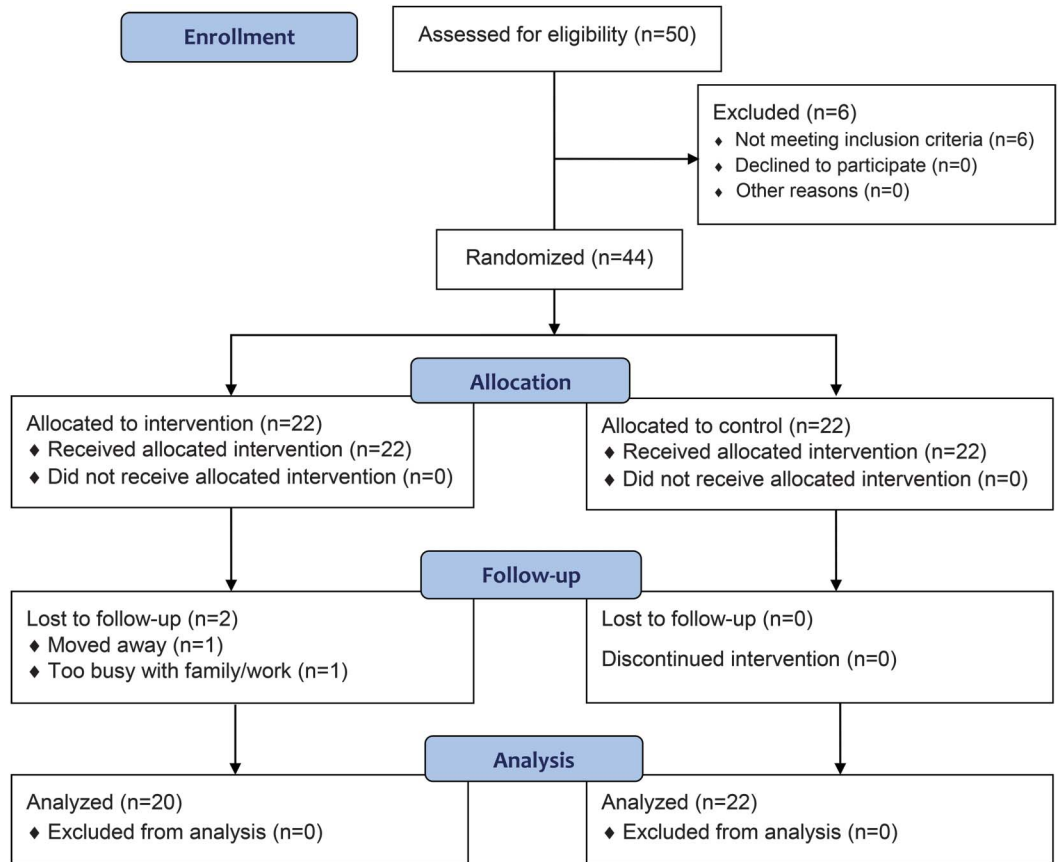 Enrollment
Assessed for eligibility (n=50)
Excluded (n=6)
♦ Not meeting inclusion criteria (n=6)
♦ Declined to participate (n=0)
♦ Other reasons (n=0)
Randomized (n=44)
Allocation
Allocated to intervention (n=22)
♦ Received allocated intervention (n=22)
♦ Did not receive allocated intervention (n=0)
Allocated to control (n=22)
♦ Received allocated intervention (n=22)
♦ Did not receive allocated intervention (n=0)
Follow-up
Lost to follow-up (n=2)
♦ Moved away (n=1)
♦ Too busy with family/work (n=1)
Lost to follow-up (n=0)
Discontinued intervention (n=0)
Analysis
Analyzed (n=20)
♦ Excluded from analysis (n=0)
Analyzed (n=22)
♦ Excluded from analysis (n=0)